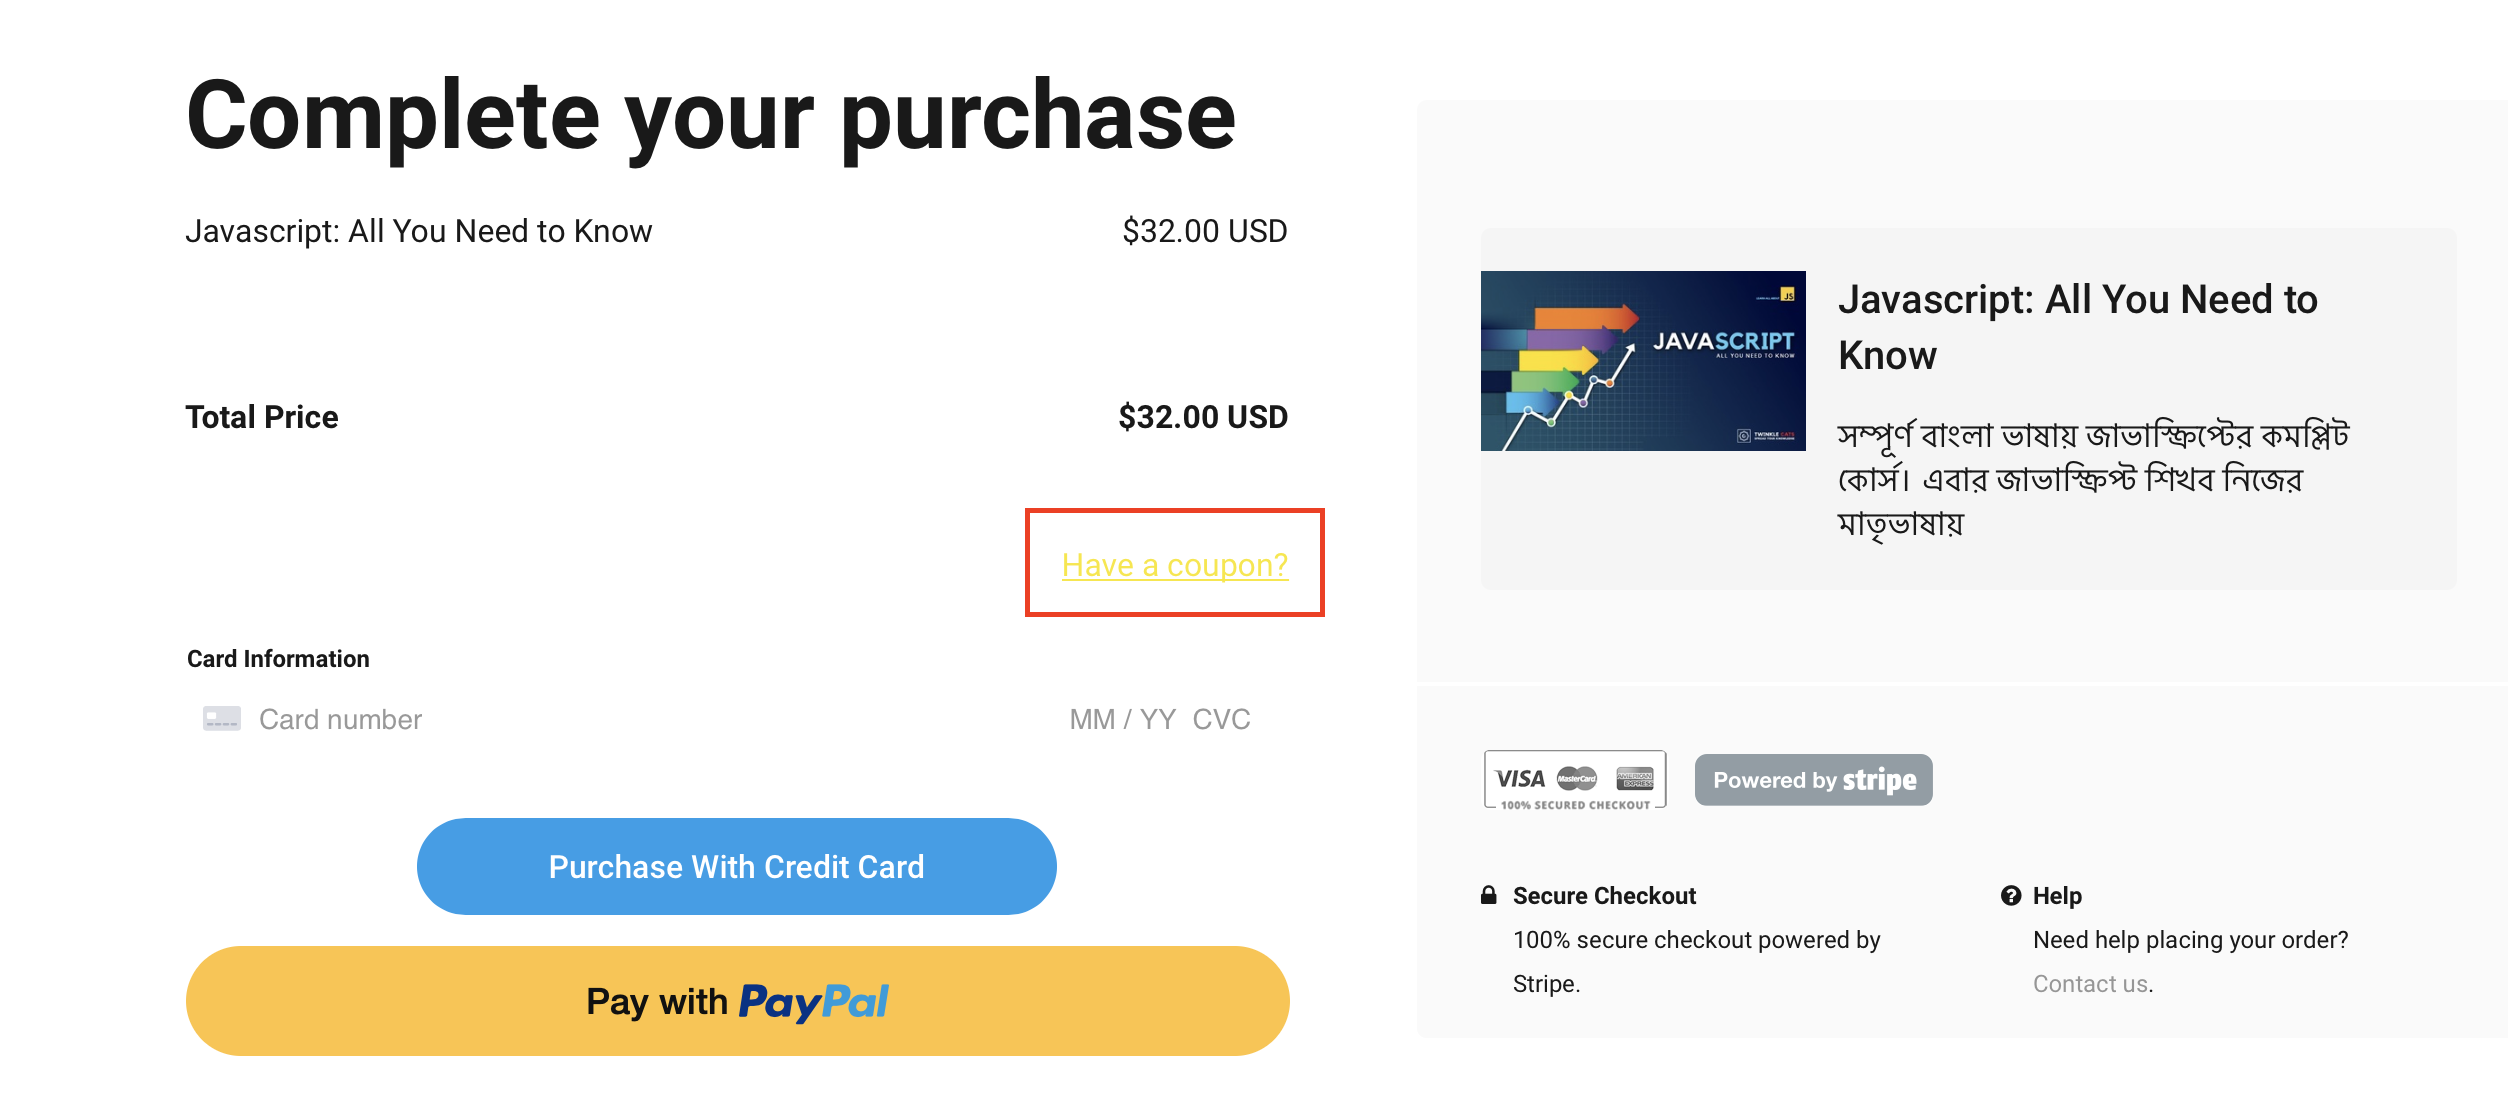 Complete your purchase
Javascript: All You Need to Know $32.00 USD
Total Price $32.00 USD
Have a coupon?
Card Information
Card number MM / YY CVC
Purchase With Credit Card
Pay with PayPal
JS
JAVASCRIPT
ALL YOU NEED TO KNOW
TWINKLE CATS
Javascript: All You Need to
Know
সম্পূর্ণ বাংলা ভাষায় জাভাস্ক্রিপ্টের কমপ্লিট
কোর্স। এবার জাভাস্ক্রিপ্ট শিখব নিজের
মাতৃভাষায়
VISA MasterCard AMERICAN EXPRESS
100% SECURED CHECKOUT
Powered by stripe
Secure Checkout
100% secure checkout powered by
Stripe.
Help
Need help placing your order?
Contact us.